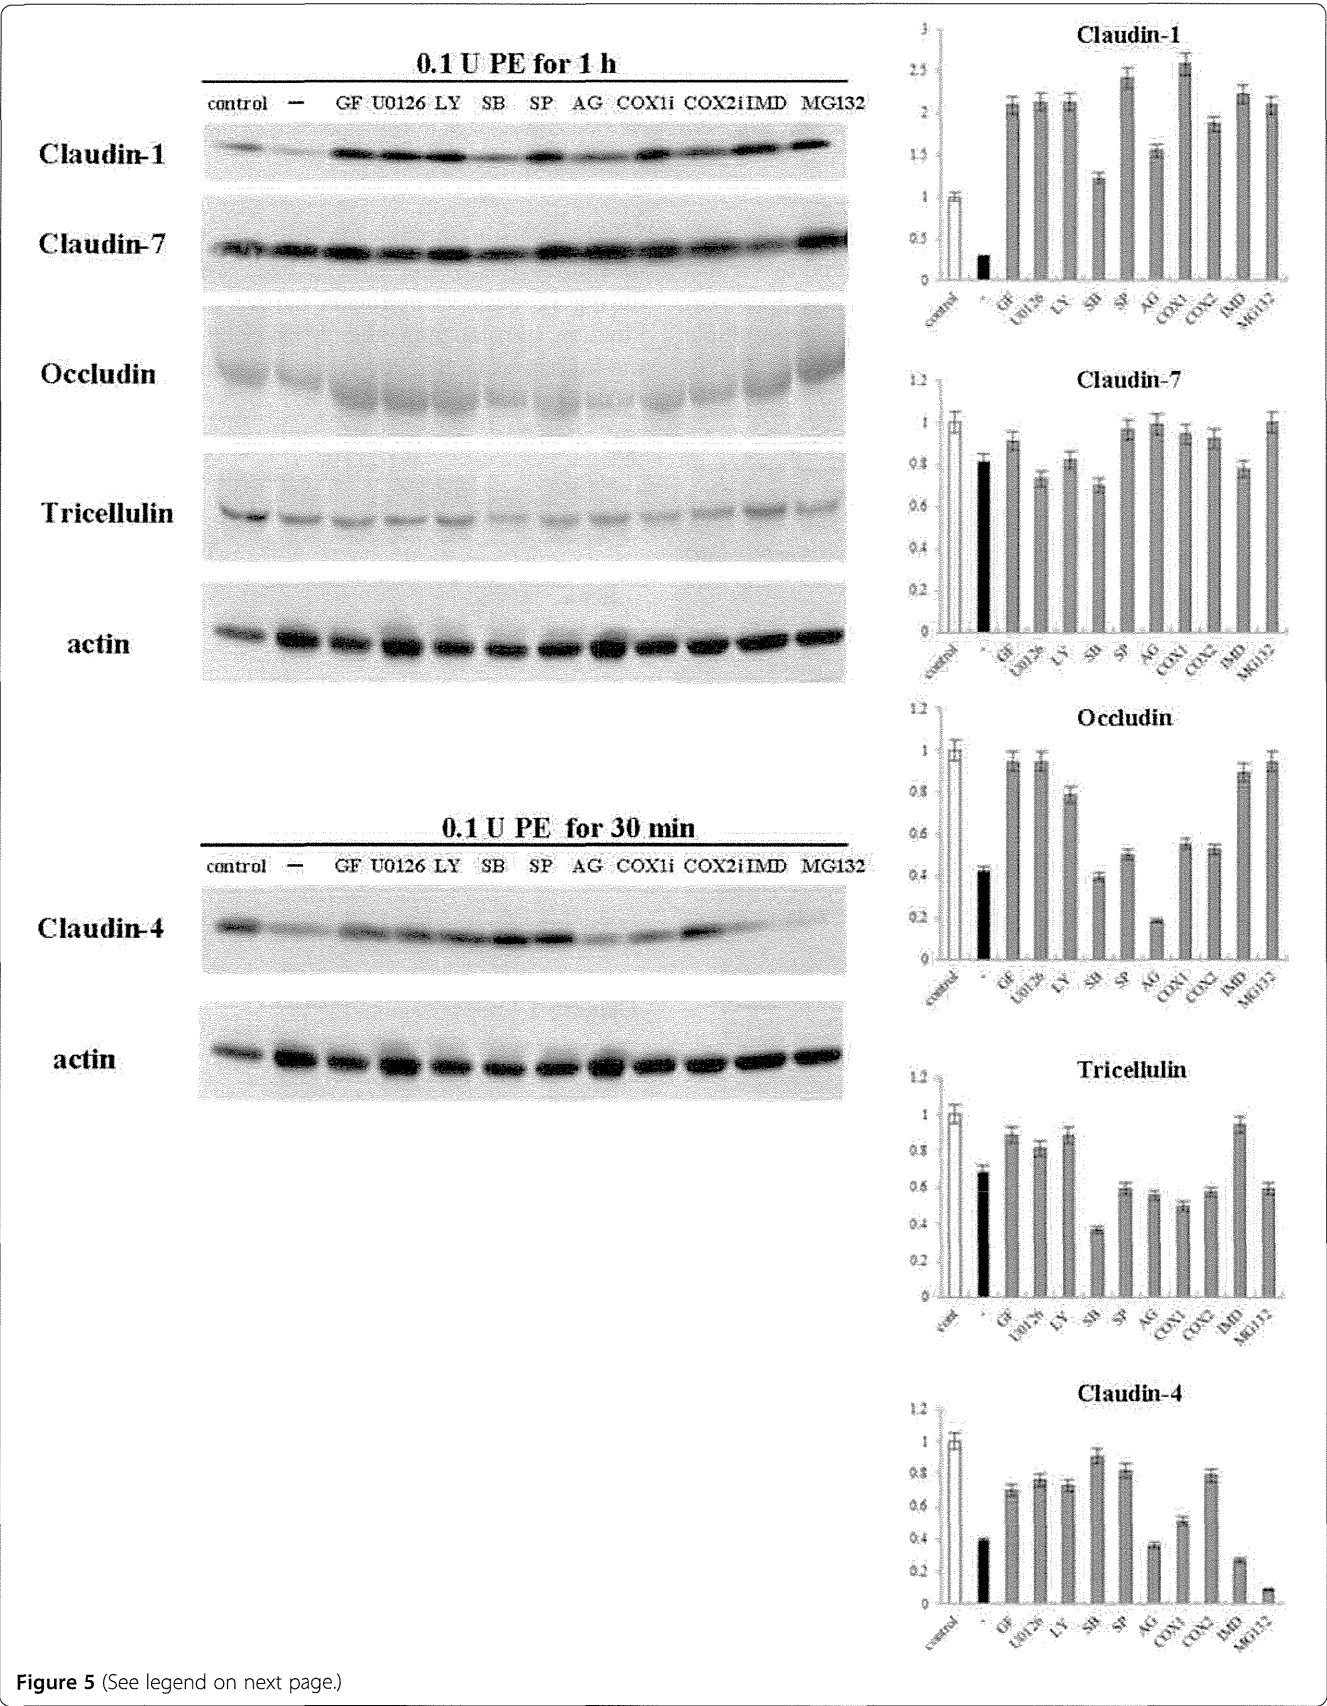 0.1 U PE for 1 h
control — GF U0126 LY SB SP AG COX1i COX2i IMD MG132
Claudin-1
Claudin-7
Occludin
Tricellulin
actin
0.1 U PE for 30 min
control — GF U0126 LY SB SP AG COX1i COX2i IMD MG132
Claudin-4
actin
Claudin-1
3
2.5
2
1.5
1
0.5
0
control - GF U0126 LY SB SP AG COX1 COX2 IMD MG132
Claudin-7
1.2
1
0.8
0.6
0.4
0.2
0
control - GF U0126 LY SB SP AG COX1 COX2 IMD MG132
Occludin
1.2
1
0.8
0.6
0.4
0.2
0
control - GF U0126 LY SB SP AG COX1 COX2 IMD MG132
Tricellulin
1.2
1
0.8
0.6
0.4
0.2
0
- GF U0126 LY SB SP AG COX1 COX2 IMD MG132
Claudin-4
1.2
1
0.8
0.6
0.4
0.2
0
control - GF U0126 LY SB SP AG COX1 COX2 IMD MG132
Figure 5 (See legend on next page.)